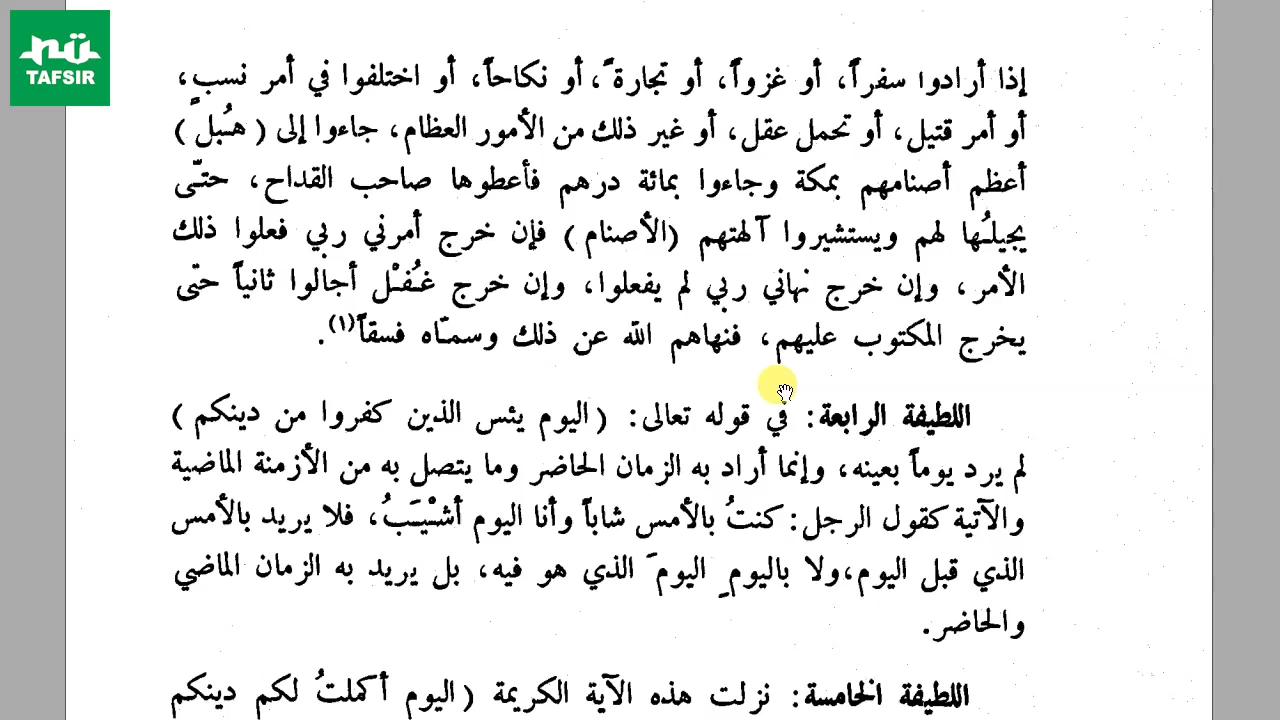 nü
TAFSIR
إذا أرادوا سفراً، أو غزواً، أو تجارةً، أو نكاحاً، أو اختلفوا في أمر نسبٍ،
أو أمر قتيل، أو تحمل عقل، أو غير ذلك من الأمور العظام، جاءوا إلى (هُبل)
أعظم أصنامهم بمكة وجاءوا بمائة درهم فأعطوها صاحب القداح، حتّى
يجيلُها لهم ويستشيروا آلهتهم (الأصنام) فإن خرج أمرني ربي فعلوا ذلك
الأمر، وإن خرج نهاني ربي لم يفعلوا، وإن خرج غُفْل أجالوا ثانياً حتّى
يخرج المكتوب عليهم، فنهاهم الله عن ذلك وسمّاه فسقاً(١).
اللطيفة الرابعة: في قوله تعالى: (اليوم يئس الذين كفروا من دينكم)
لم يرد يوماً بعينه، وإنما أراد به الزمان الحاضر وما يتصل به من الأزمنة الماضية
والآتية كقول الرجل: كنتُ بالأمس شاباً وأنا اليوم أشْيَبُ، فلا يريد بالأمس
الذي قبل اليوم،ولا باليومِ اليومَ الذي هو فيه، بل يريد به الزمان الماضي
والحاضر.
اللطيفة الخامسة: نزلت هذه الآية الكريمة (اليوم أكملتُ لكم دينكم